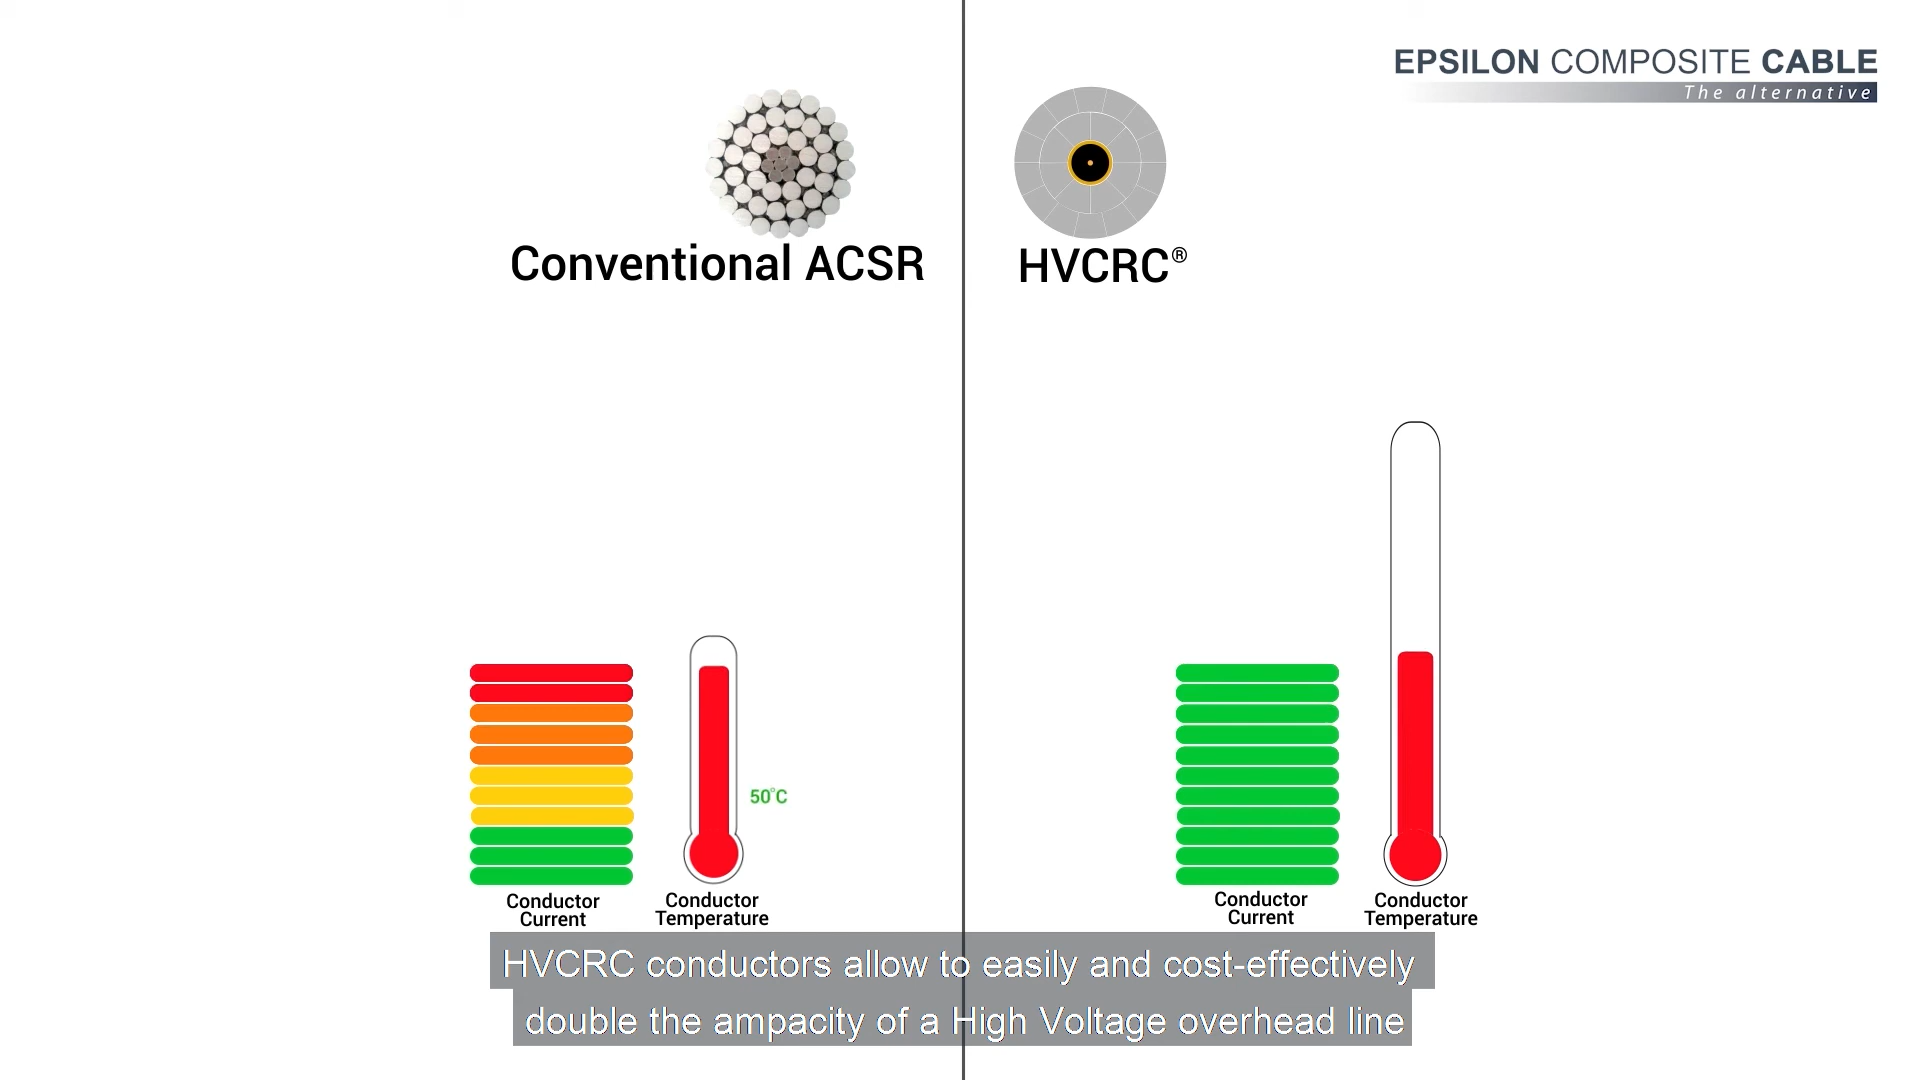 EPSILON COMPOSITE CABLE
The alternative
Conventional ACSR
HVCRC®
50°C
Conductor
Current
Conductor
Temperature
Conductor
Current
Conductor
Temperature
HVCRC conductors allow to easily and cost-effectively
double the ampacity of a High Voltage overhead line